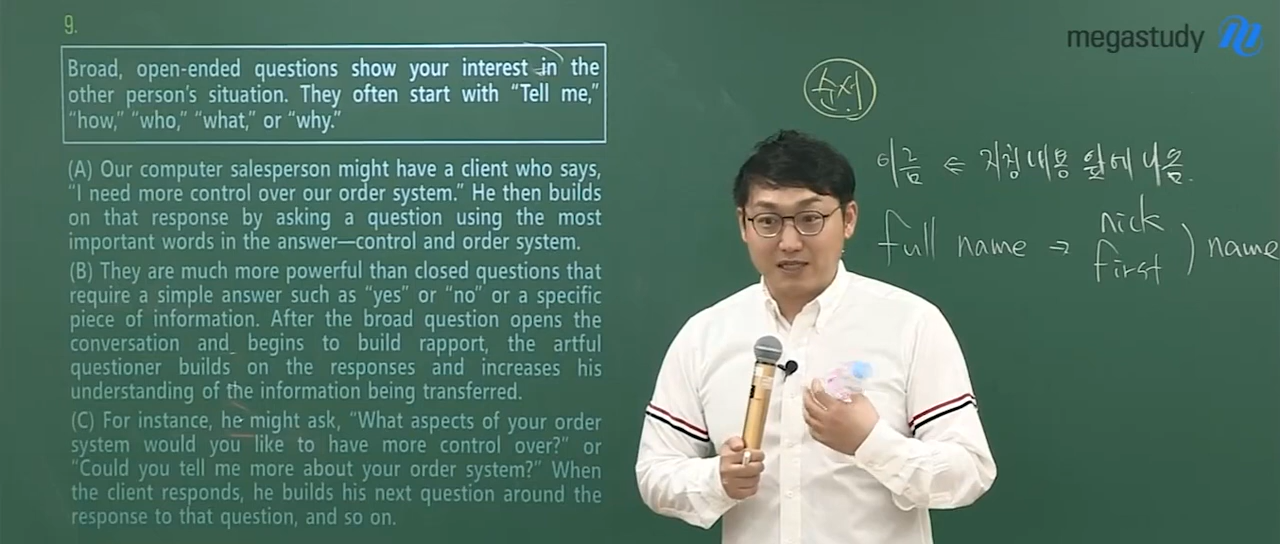 9.
Broad, open-ended questions show your interest in the
other person's situation. They often start with “Tell me,”
“how,” “who,” “what,” or “why.”
(A) Our computer salesperson might have a client who says,
“I need more control over our order system.” He then builds
on that response by asking a question using the most
important words in the answer—control and order system.
(B) They are much more powerful than closed questions that
require a simple answer such as “yes” or “no” or a specific
piece of information. After the broad question opens the
conversation and begins to build rapport, the artful
questioner builds on the responses and increases his
understanding of the information being transferred.
(C) For instance, he might ask, “What aspects of your order
system would you like to have more control over?” or
“Could you tell me more about your order system?” When
the client responds, he builds his next question around the
response to that question, and so on.
megastudy
순서
이름 ⇐ 지칭내용 앞에 나옴.
full name → nick
first ) name